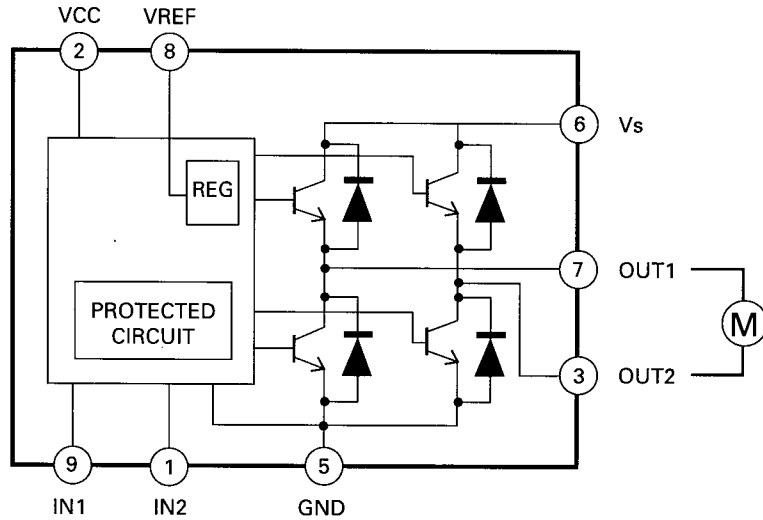 VCC
VREF
2
8
6
Vs
REG
7
OUT1
PROTECTED
CIRCUIT
M
3
OUT2
9
1
5
IN1
IN2
GND